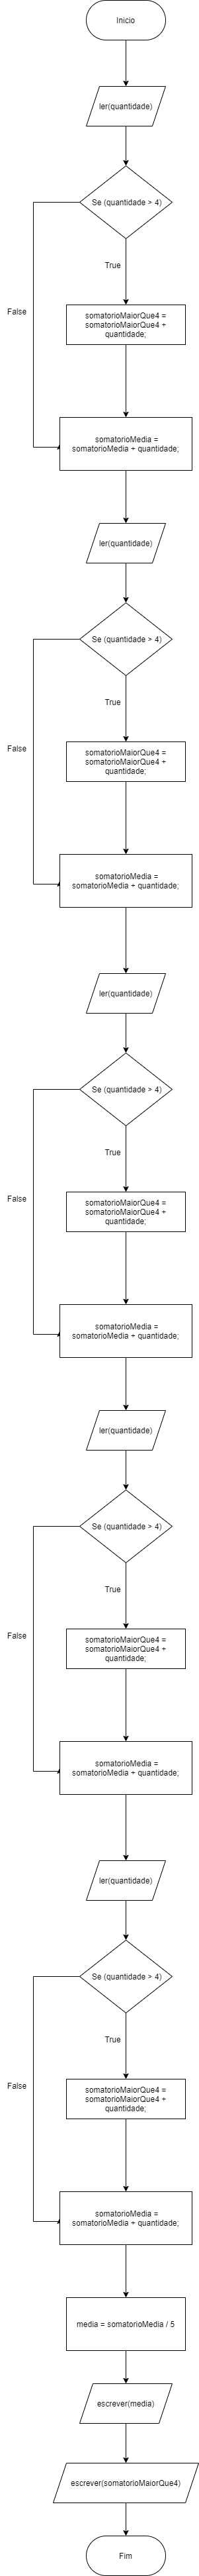 Inicio
ler(quantidade)
Se (quantidade > 4)
True
False
somatorioMaiorQue4 =
somatorioMaiorQue4 +
quantidade;
somatorioMedia =
somatorioMedia + quantidade;
ler(quantidade)
Se (quantidade > 4)
True
False
somatorioMaiorQue4 =
somatorioMaiorQue4 +
quantidade;
somatorioMedia =
somatorioMedia + quantidade;
ler(quantidade)
Se (quantidade > 4)
True
False
somatorioMaiorQue4 =
somatorioMaiorQue4 +
quantidade;
somatorioMedia =
somatorioMedia + quantidade;
ler(quantidade)
Se (quantidade > 4)
True
False
somatorioMaiorQue4 =
somatorioMaiorQue4 +
quantidade;
somatorioMedia =
somatorioMedia + quantidade;
ler(quantidade)
Se (quantidade > 4)
True
False
somatorioMaiorQue4 =
somatorioMaiorQue4 +
quantidade;
somatorioMedia =
somatorioMedia + quantidade;
media = somatorioMedia / 5
escrever(media)
escrever(somatorioMaiorQue4)
Fim